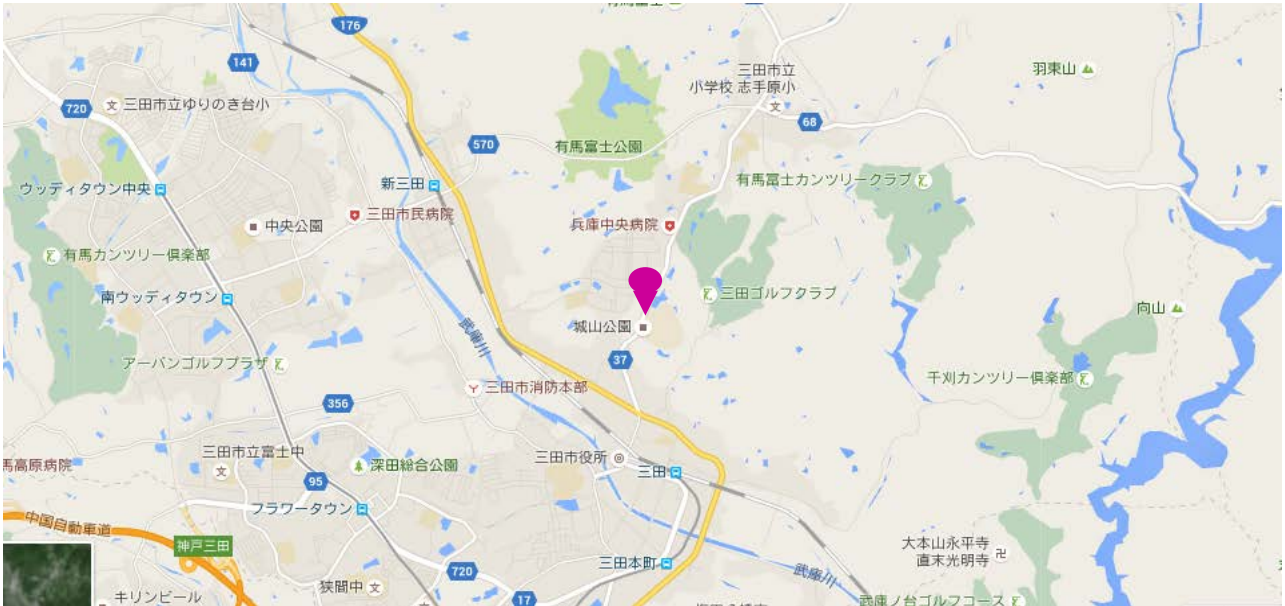 有馬富士
176
141
三田市立
小学校 志手原小
羽束山
720
三田市立ゆりのき台小
68
570
有馬富士公園
新三田
有馬富士カンツリークラブ
ウッディタウン中央
三田市民病院
兵庫中央病院
中央公園
有馬カンツリー倶楽部
南ウッディタウン
三田ゴルフクラブ
向山
武庫川
城山公園
アーバンゴルフプラザ
37
千刈カンツリー倶楽部
三田市消防本部
356
三田市立富士中
三田市役所
馬高原病院
深田総合公園
三田
95
フラワータウン
中国自動車道
神戸三田
大本山永平寺
直末光明寺
三田本町
720
武庫川
狭間中
キリンビール
17
武庫ノ台ゴルフコース